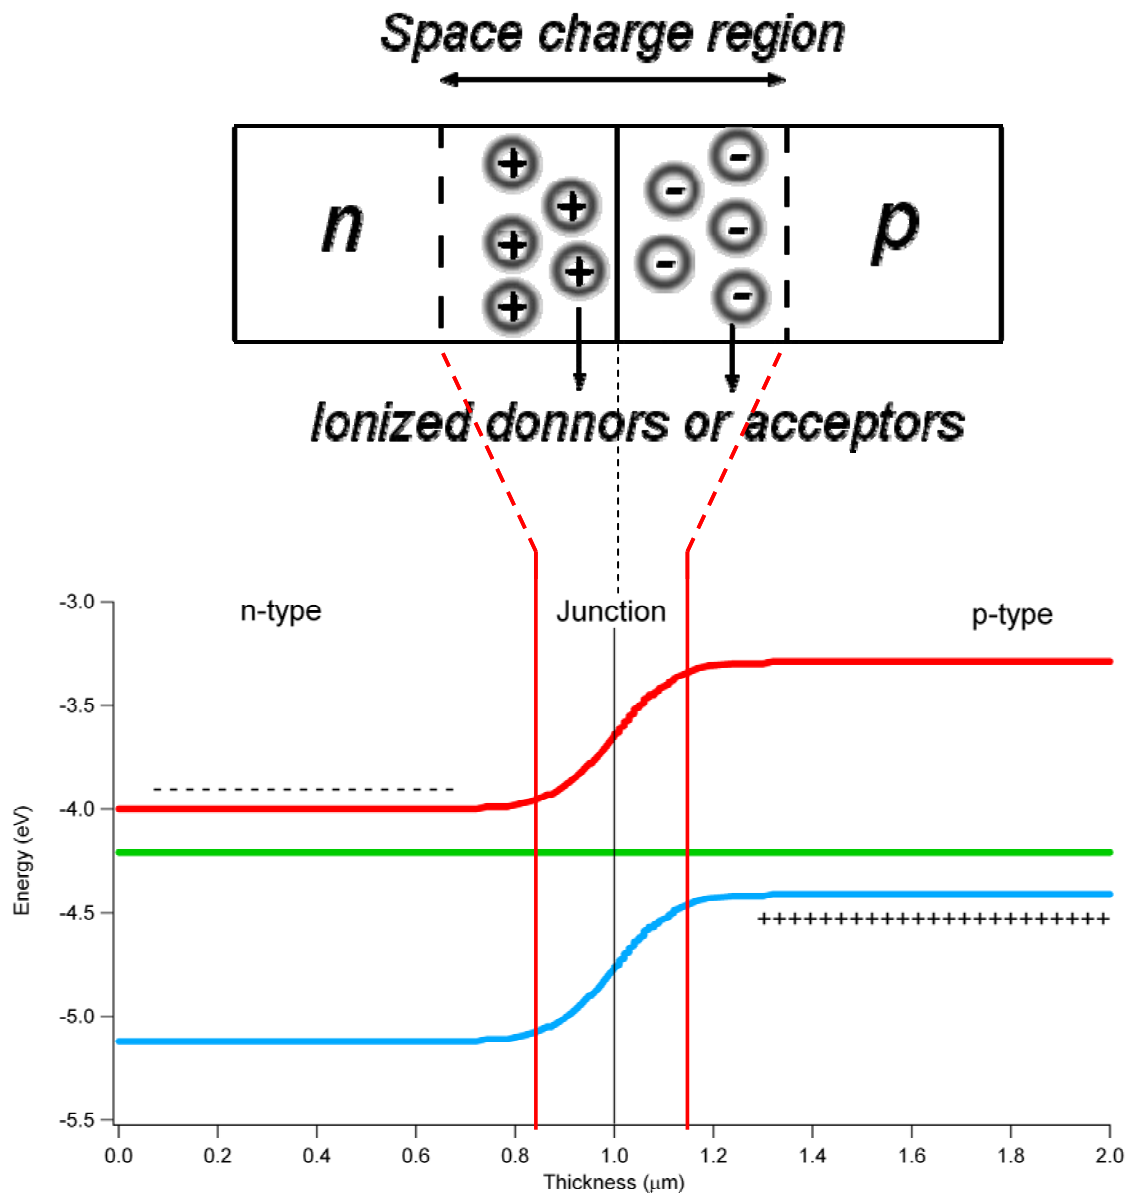 Space charge region
+ + + + +
- - - - -
n
p
Ionized donnors or acceptors
n-type
Junction
p-type
-3.0
-3.5
-4.0
-4.5
-5.0
-5.5
Energy (eV)
- - - - - - - - - - - - - - - - - - - - - - - - - - - -
+++++++++++++++++++++++
0.0 0.2 0.4 0.6 0.8 1.0 1.2 1.4 1.6 1.8 2.0
Thickness (μm)